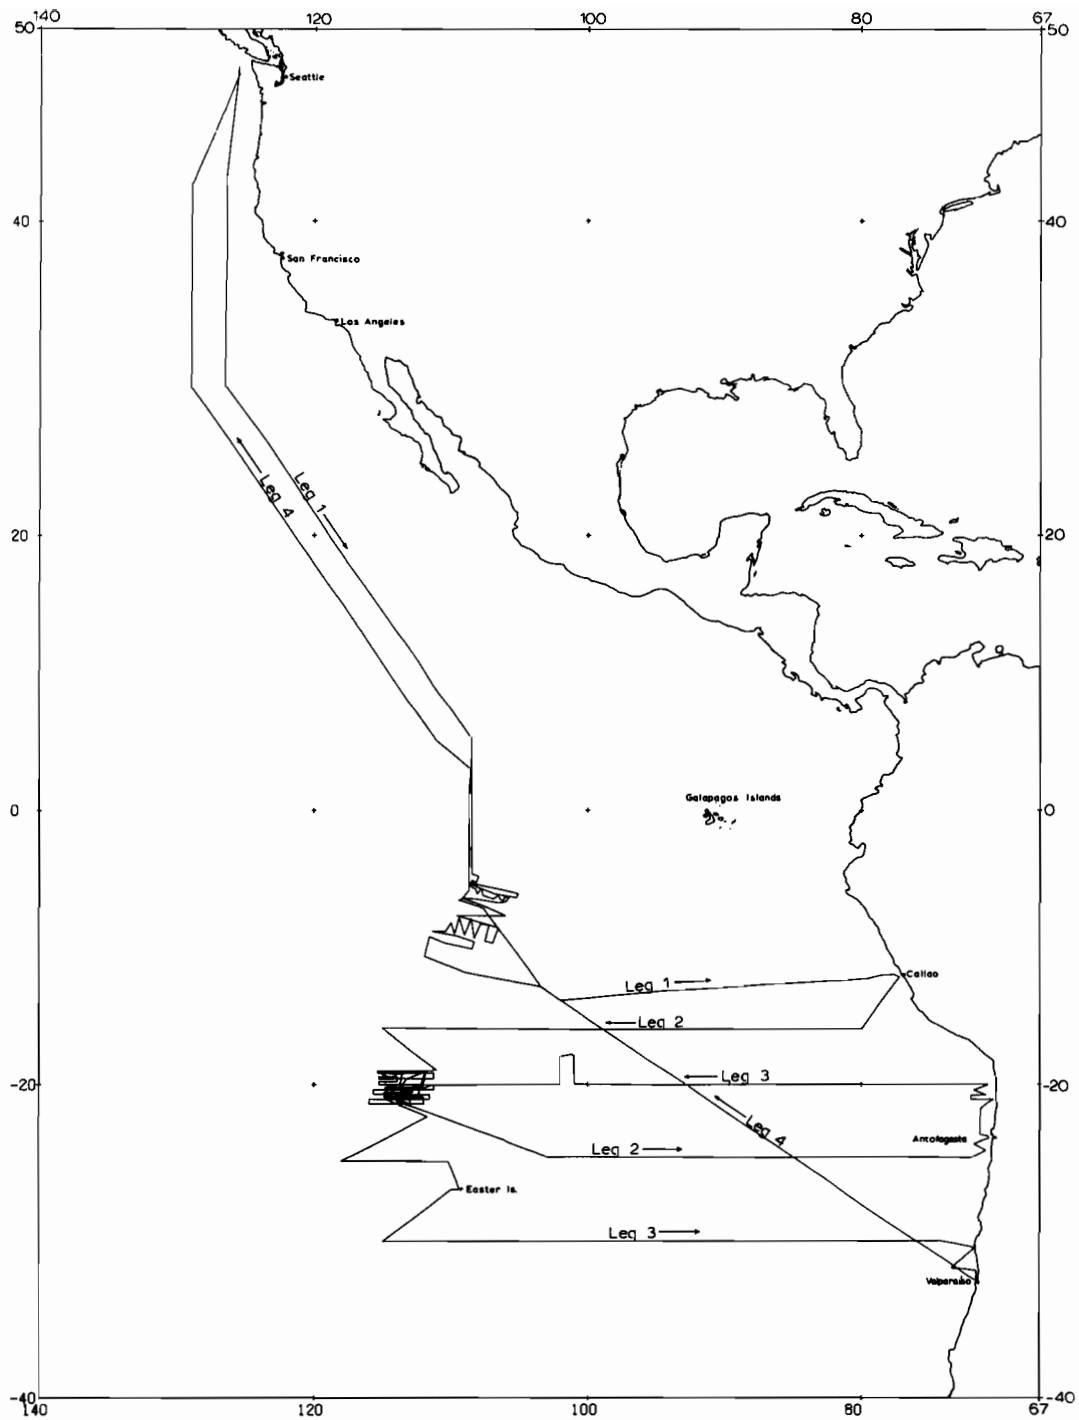 140 120 100 80 67
50 50
Seattle
40 40
San Francisco
Los Angeles
Leg 4 Leg 1
20 20
Galapagos Islands
0 0
Callao
Leg 1
Leg 2
-20 Leg 3 -20
Leg 4
Antofagasta
Leg 2
Easter Is.
Leg 3
Valparaiso
-40 -40
140 120 100 80 67